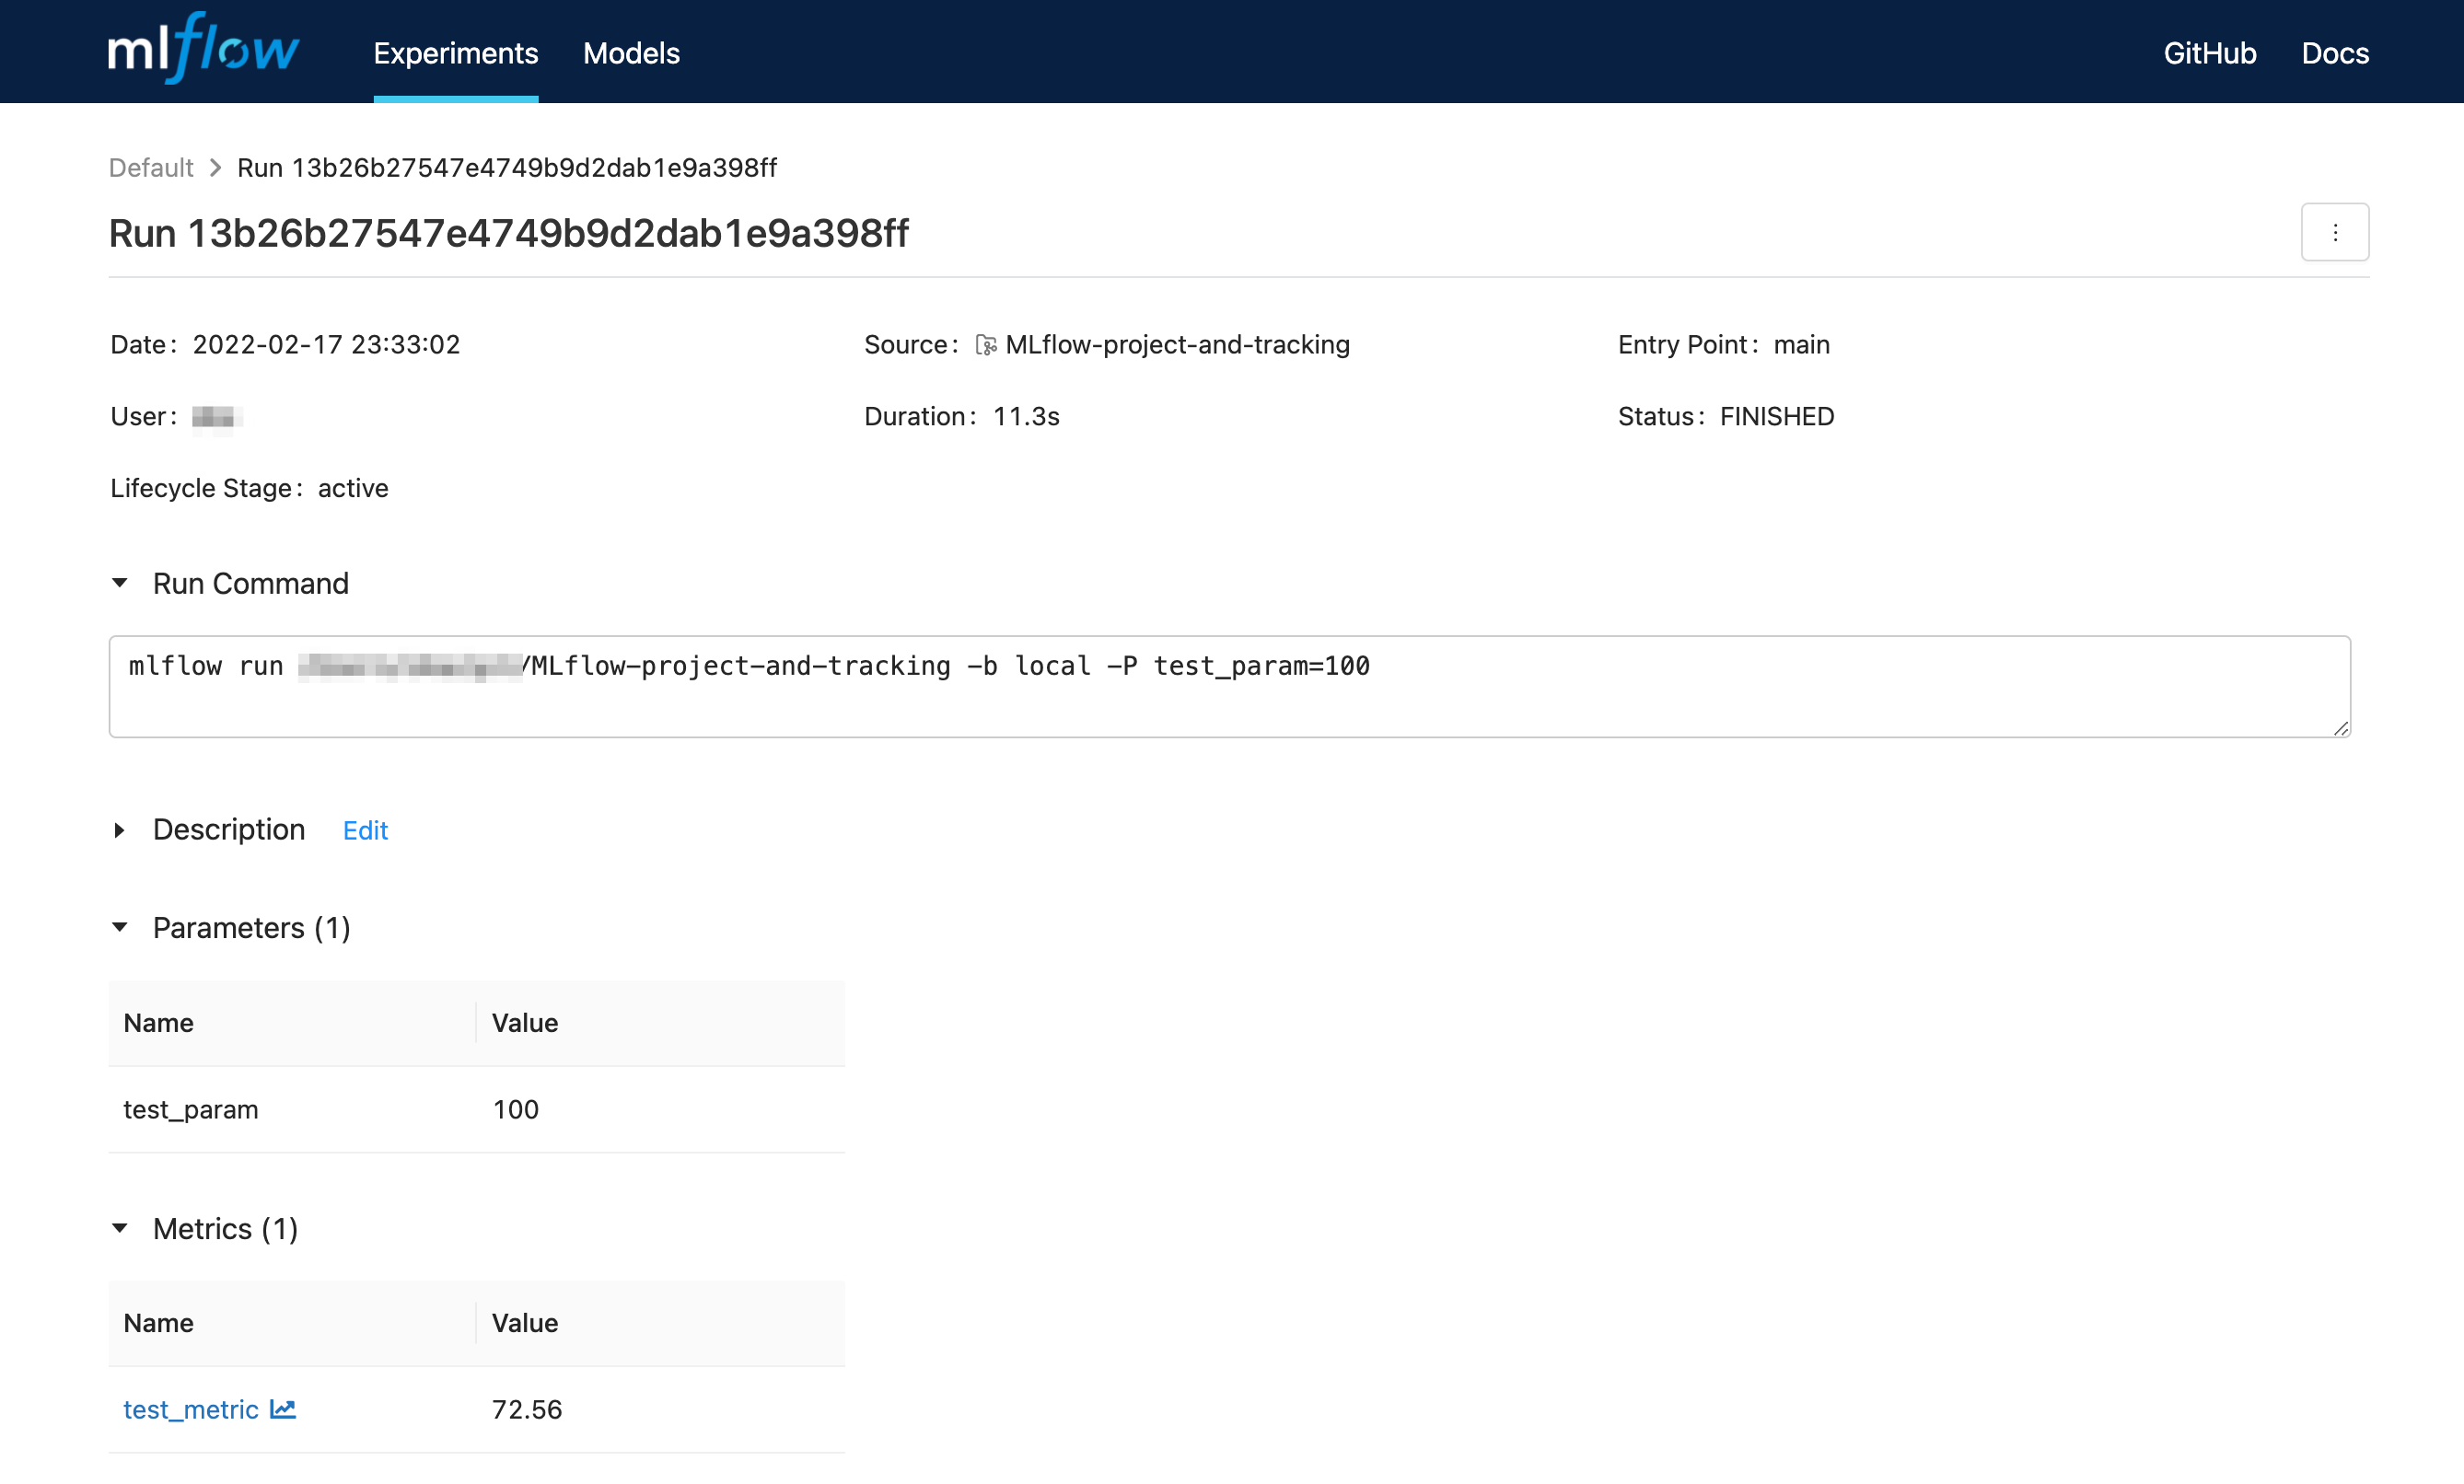 mlflow Experiments Models GitHub Docs
Default > Run 13b26b27547e4749b9d2dab1e9a398ff
Run 13b26b27547e4749b9d2dab1e9a398ff
Date: 2022-02-17 23:33:02 Source: MLflow-project-and-tracking Entry Point: main
User: Duration: 11.3s Status: FINISHED
Lifecycle Stage: active
Run Command
mlflow run /MLflow-project-and-tracking -b local -P test_param=100
Description Edit
Parameters (1)
Name Value
test_param 100
Metrics (1)
Name Value
test_metric 72.56